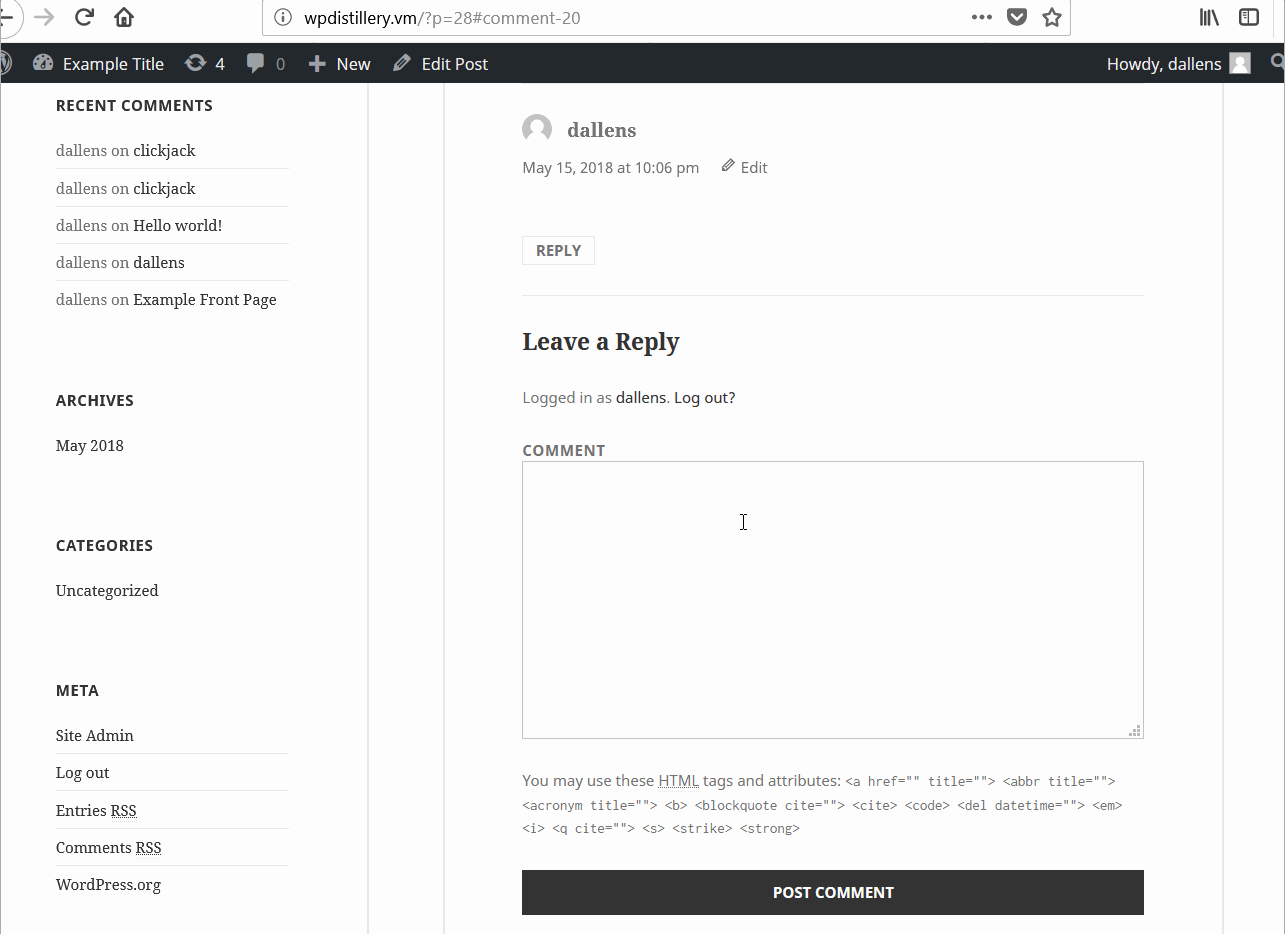 wpdistillery.vm/?p=28#comment-20
Example Title 4 0 New Edit Post Howdy, dallens
RECENT COMMENTS
dallens on clickjack
dallens on clickjack
dallens on Hello world!
dallens on dallens
dallens on Example Front Page
ARCHIVES
May 2018
CATEGORIES
Uncategorized
META
Site Admin
Log out
Entries RSS
Comments RSS
WordPress.org
dallens
May 15, 2018 at 10:06 pm Edit
REPLY
Leave a Reply
Logged in as dallens. Log out?
COMMENT
You may use these HTML tags and attributes: <a href="" title=""> <abbr title="">
<acronym title=""> <b> <blockquote cite=""> <cite> <code> <del datetime=""> <em>
<i> <q cite=""> <s> <strike> <strong>
POST COMMENT